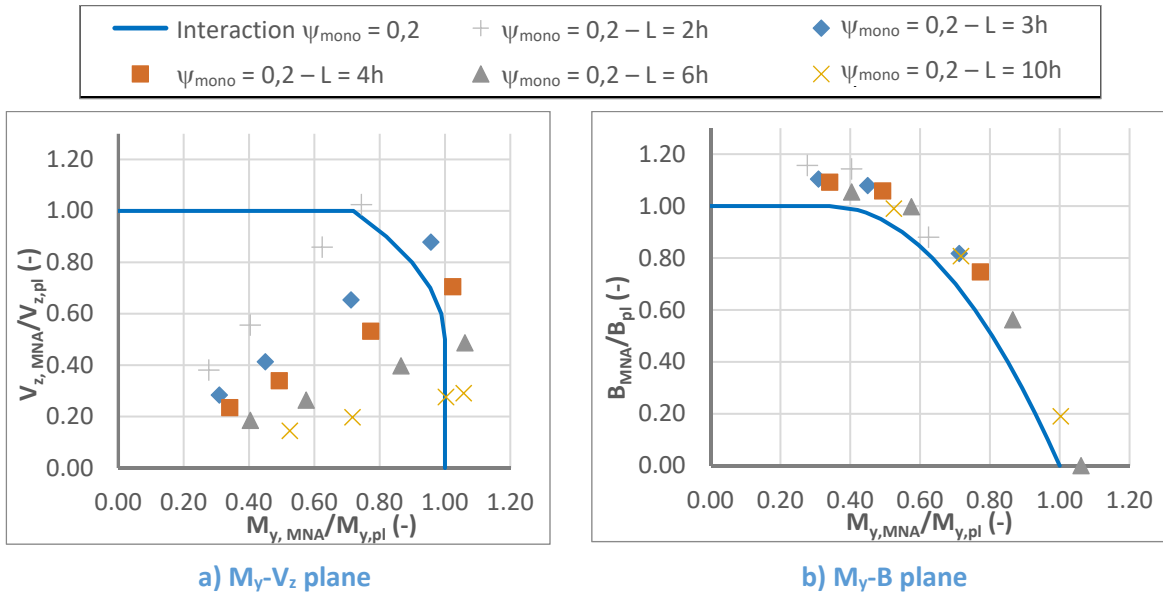 Interaction ψmono = 0,2
ψmono = 0,2 – L = 2h
ψmono = 0,2 – L = 3h
ψmono = 0,2 – L = 4h
ψmono = 0,2 – L = 6h
ψmono = 0,2 – L = 10h
Vz, MNA/Vz,pl (-)
1.20
1.00
0.80
0.60
0.40
0.20
0.00
0.00 0.20 0.40 0.60 0.80 1.00 1.20
My, MNA/My,pl (-)
a) My-Vz plane
BMNA/Bpl (-)
1.20
1.00
0.80
0.60
0.40
0.20
0.00
0.00 0.20 0.40 0.60 0.80 1.00 1.20
My,MNA/My,pl (-)
b) My-B plane